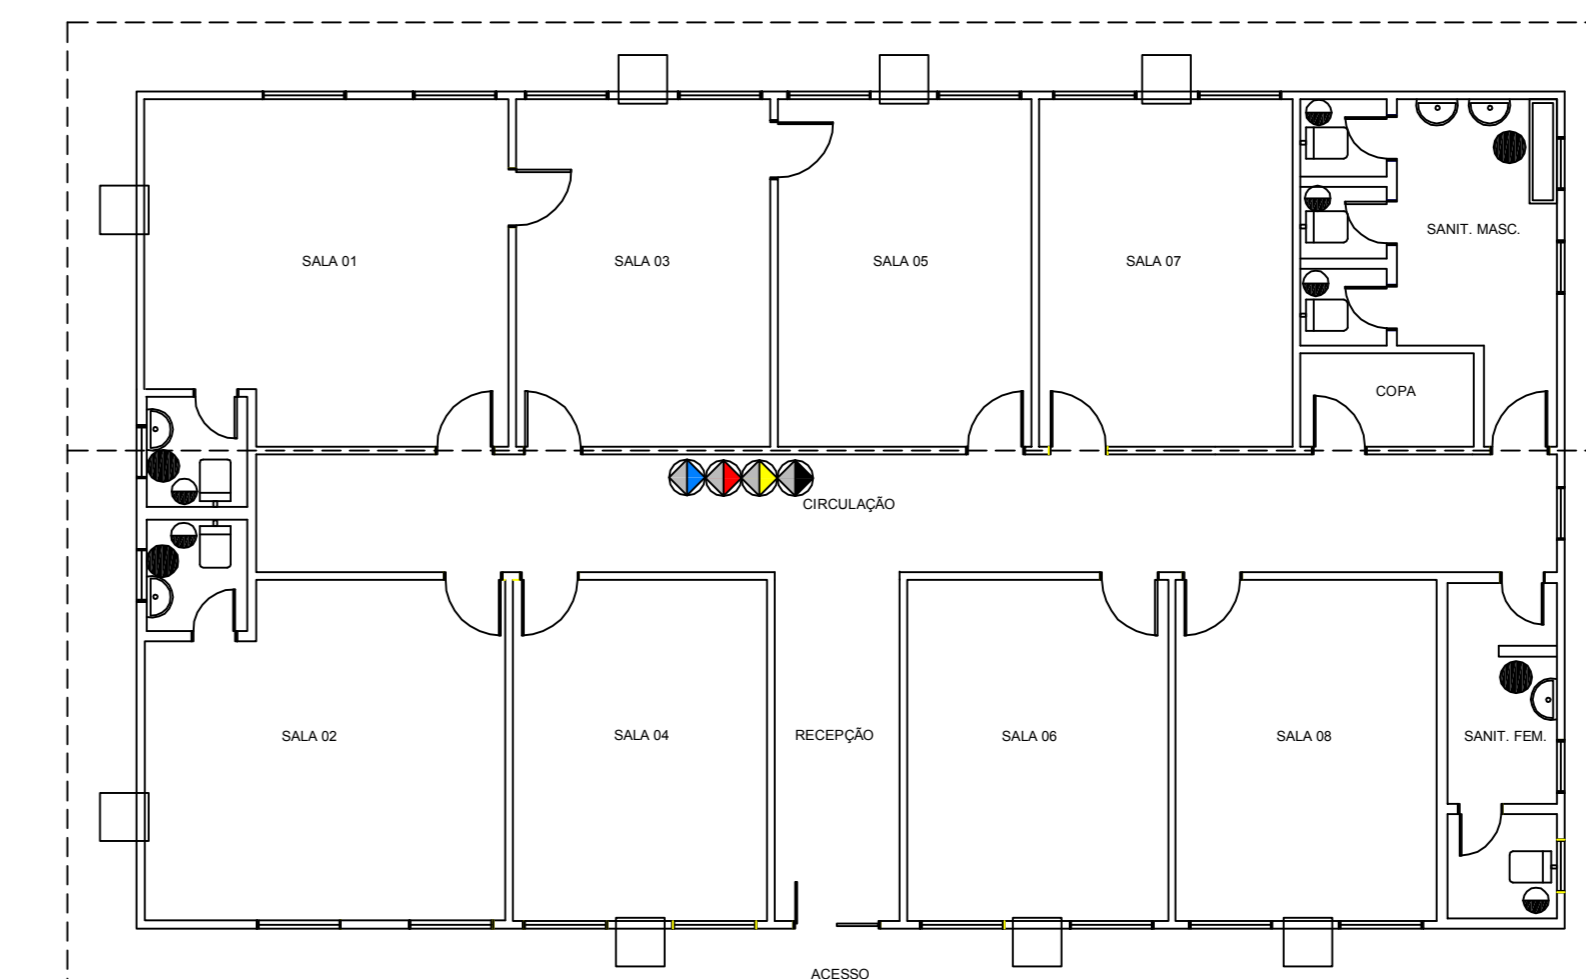 SANIT. MASC.
SALA 01
SALA 03
SALA 05
SALA 07
COPA
CIRCULAÇÃO
SALA 02
SALA 04
RECEPÇÃO
SALA 06
SALA 08
SANIT. FEM.
ACESSO